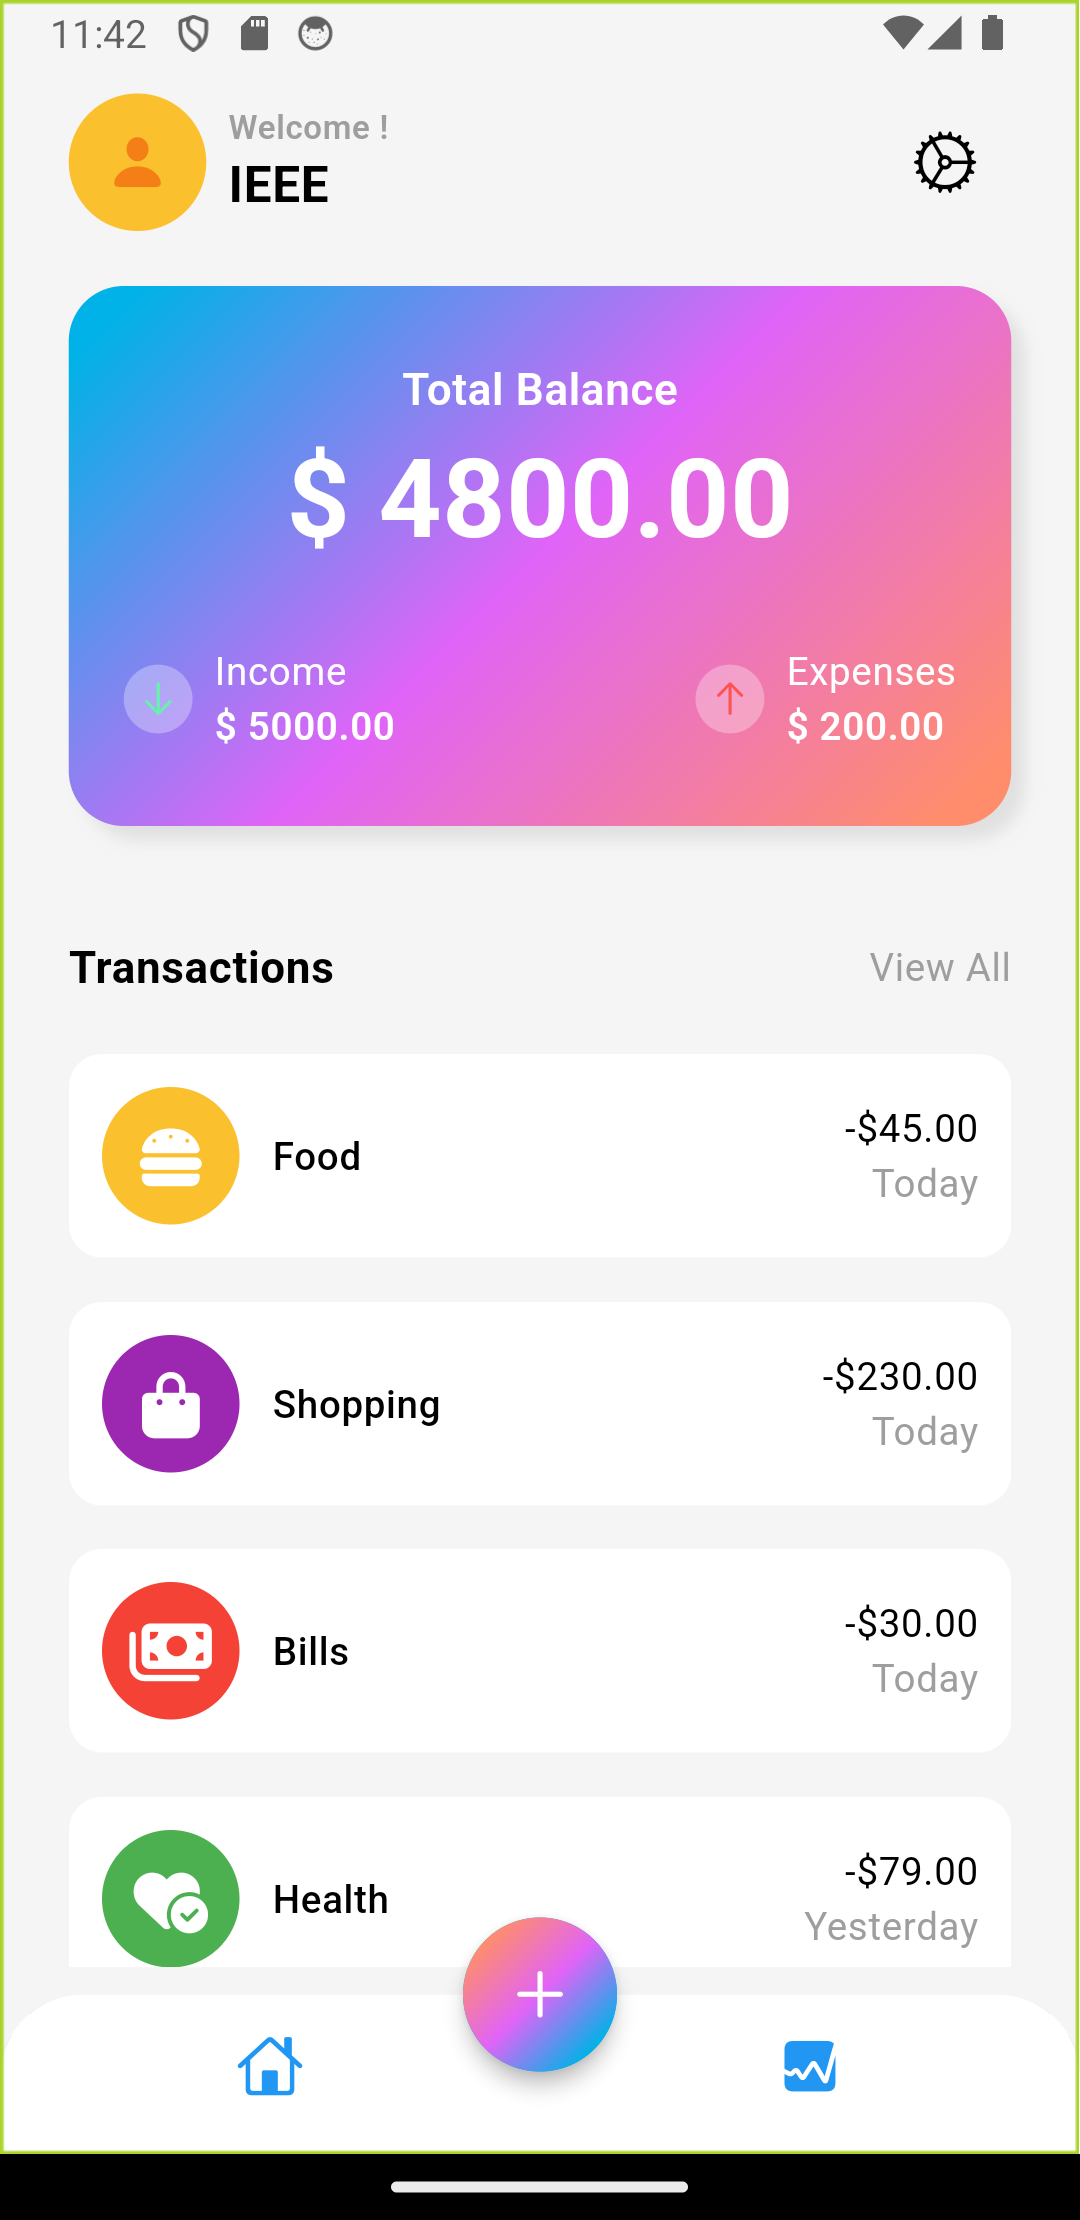 11:42
Welcome !
IEEE
Total Balance
$ 4800.00
Income
$ 5000.00
Expenses
$ 200.00
Transactions
View All
Food
-$45.00
Today
Shopping
-$230.00
Today
Bills
-$30.00
Today
Health
-$79.00
Yesterday